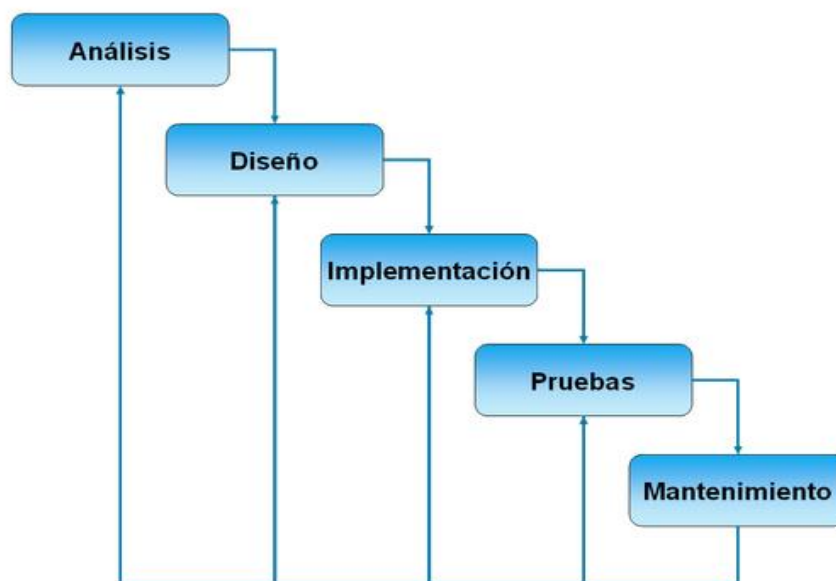 Análisis
Diseño
Implementación
Pruebas
Mantenimiento